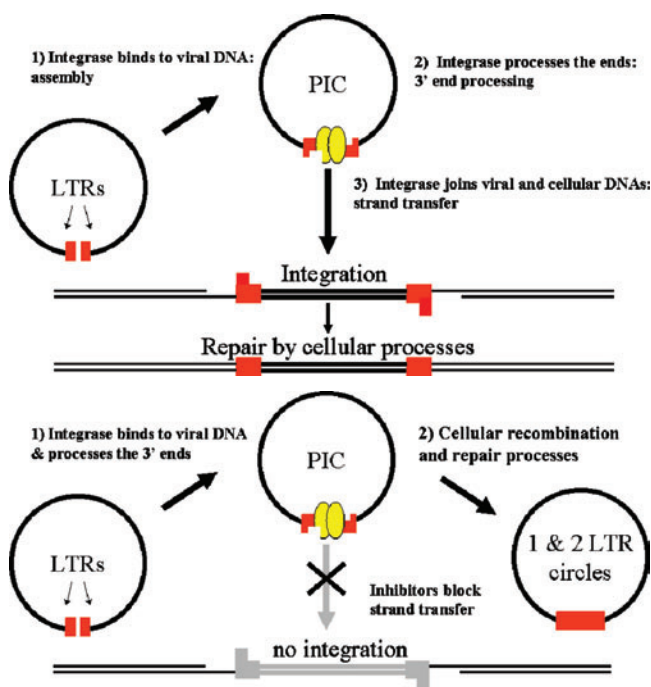 1) Integrase binds to viral DNA:
assembly
PIC
2) Integrase processes the ends:
3' end processing
LTRs
3) Integrase joins viral and cellular DNAs:
strand transfer
Integration
Repair by cellular processes
1) Integrase binds to viral DNA
& processes the 3' ends
PIC
2) Cellular recombination
and repair processes
LTRs
1 & 2 LTR
circles
Inhibitors block
strand transfer
no integration